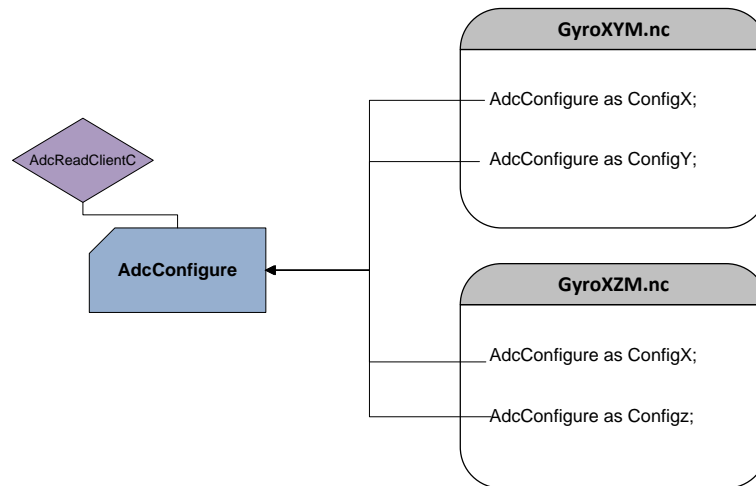 GyroXYM.nc
AdcConfigure as ConfigX;
AdcReadClientC
AdcConfigure as ConfigY;
AdcConfigure
GyroXZM.nc
AdcConfigure as ConfigX;
AdcConfigure as Configz;